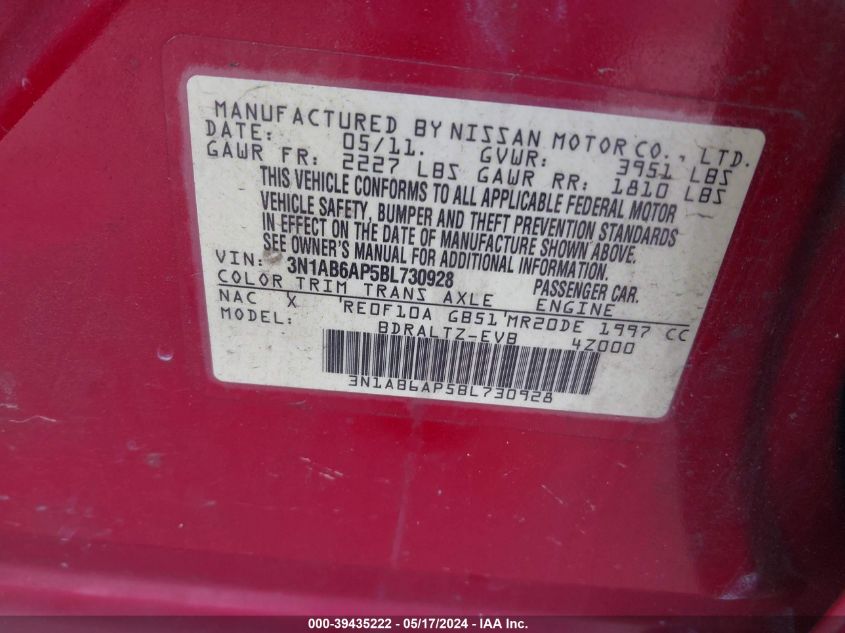 MANUFACTURED BY NISSAN MOTOR CO., LTD.
DATE: 05/11. GVWR: 3951 LBS
GAWR FR: 2227 LBS GAWR RR: 1810 LBS
THIS VEHICLE CONFORMS TO ALL APPLICABLE FEDERAL MOTOR
VEHICLE SAFETY, BUMPER AND THEFT PREVENTION STANDARDS
IN EFFECT ON THE DATE OF MANUFACTURE SHOWN ABOVE.
SEE OWNER'S MANUAL FOR ADDITIONAL INFORMATION.
VIN: 3N1AB6AP5BL730928 PASSENGER CAR.
COLOR TRIM TRANS AXLE ENGINE
NAC X RE0F10A GB51 MR20DE 1997 CC
MODEL: BDRALTZ-EVB 4Z000
3N1AB6AP5BL730928
000-39435222 - 05/17/2024 - IAA Inc.